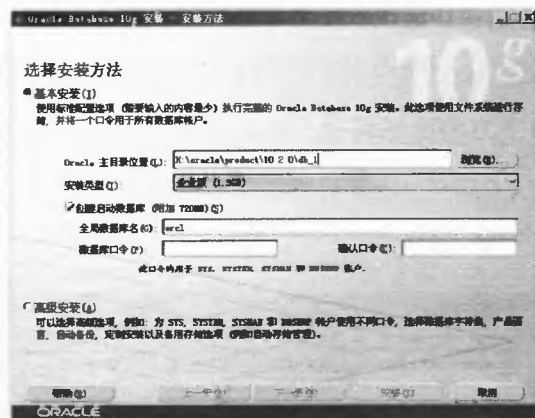 Oracle Database 10g 安装 - 安装方法
10g
选择安装方法
基本安装(I)
使用标准配置选项 (需要输入的内容最少) 执行完整的 Oracle Database 10g 安装。此选项使用文件系统进行存
储, 并将一个口令用于所有数据库帐户。
Oracle 主目录位置(L): X:\oracle\product\10 2 0\db_1 浏览(R)...
安装类型(T): 企业版 (1.3GB)
创建启动数据库 (附加 720MB)(S)
全局数据库名(G): orcl
数据库口令(P): 确认口令(C):
此口令将用于 SYS, SYSTEM, SYSMAN 和 DBSNMP 帐户。
高级安装(A)
可以选择高级选项, 例如: 为 SYS, SYSTEM, SYSMAN 和 DBSNMP 帐户使用不同口令, 选择数据库字符集, 产品语
言, 自动备份, 定制安装以及备用存储选项 (例如自动存储管理)。
帮助(H) 上一步(B) 下一步(N) 安装(I) 取消
ORACLE